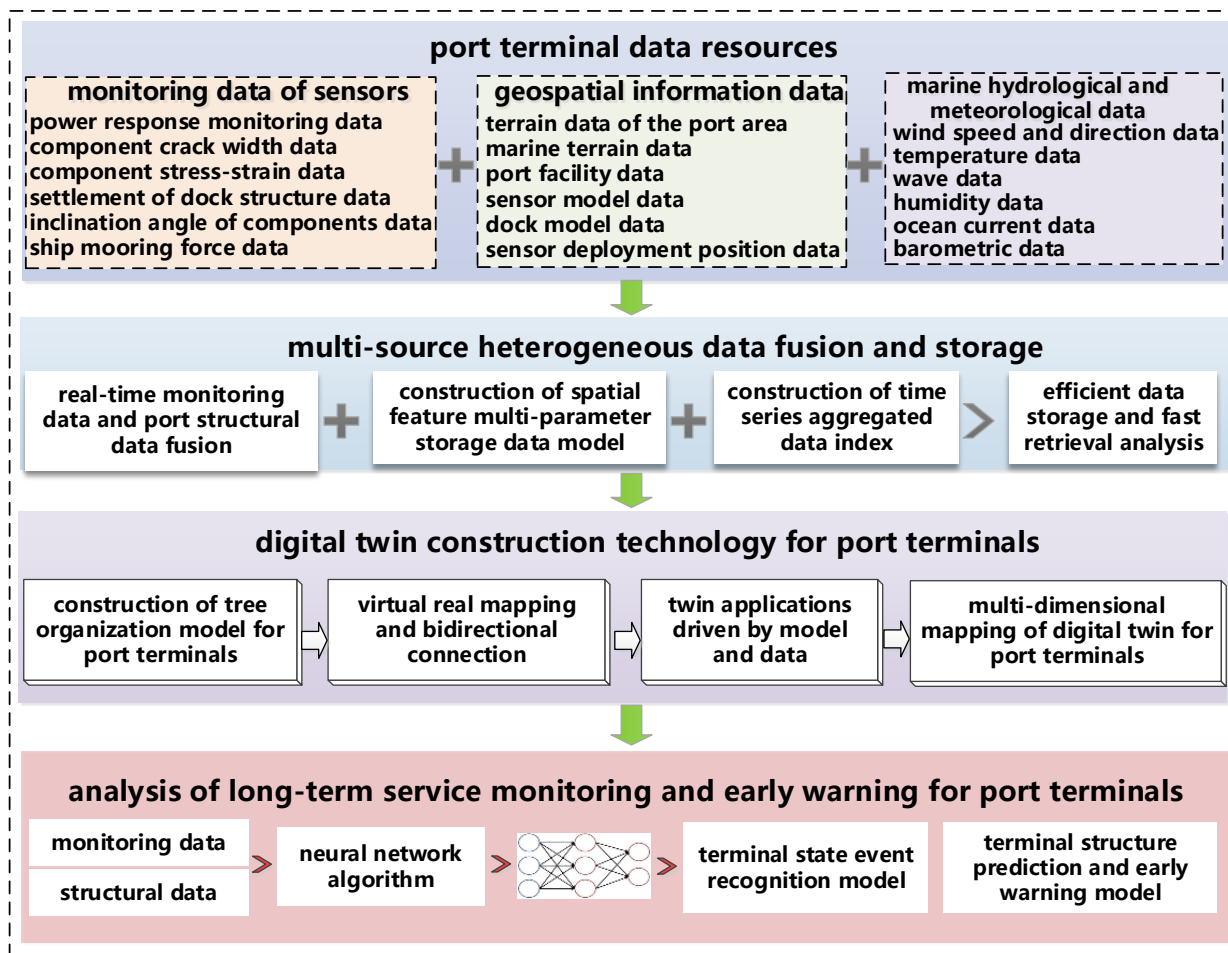 port terminal data resources
monitoring data of sensors
power response monitoring data
component crack width data
component stress-strain data
settlement of dock structure data
inclination angle of components data
ship mooring force data
geospatial information data
terrain data of the port area
marine terrain data
port facility data
sensor model data
dock model data
sensor deployment position data
marine hydrological and
meteorological data
wind speed and direction data
temperature data
wave data
humidity data
ocean current data
barometric data
multi-source heterogeneous data fusion and storage
real-time monitoring
data and port structural
data fusion
construction of spatial
feature multi-parameter
storage data model
construction of time
series aggregated
data index
efficient data
storage and fast
retrieval analysis
digital twin construction technology for port terminals
construction of tree
organization model for
port terminals
virtual real mapping
and bidirectional
connection
twin applications
driven by model
and data
multi-dimensional
mapping of digital twin for
port terminals
analysis of long-term service monitoring and early warning for port terminals
monitoring data
structural data
neural network
algorithm
terminal state event
recognition model
terminal structure
prediction and early
warning model